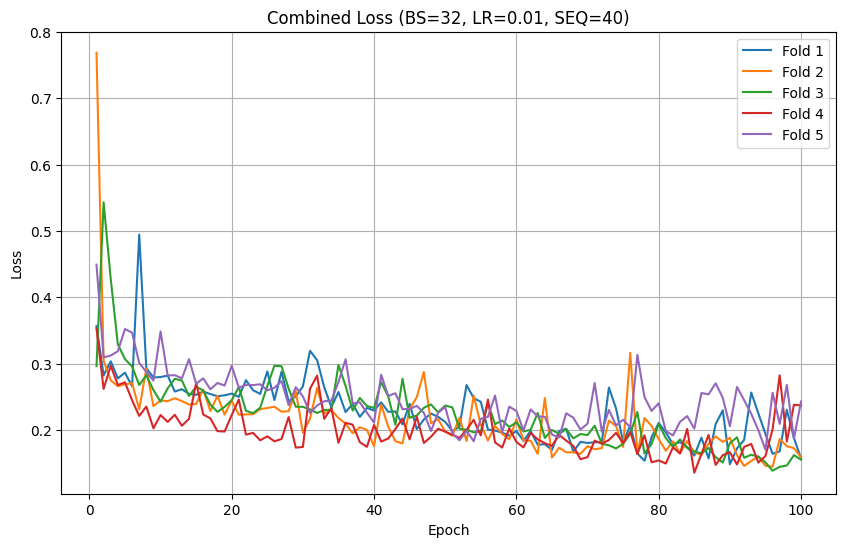 Combined Loss (BS=32, LR=0.01, SEQ=40)
Fold 1
Fold 2
Fold 3
Fold 4
Fold 5
0.8
0.7
0.6
0.5
0.4
0.3
0.2
Loss
0 20 40 60 80 100
Epoch